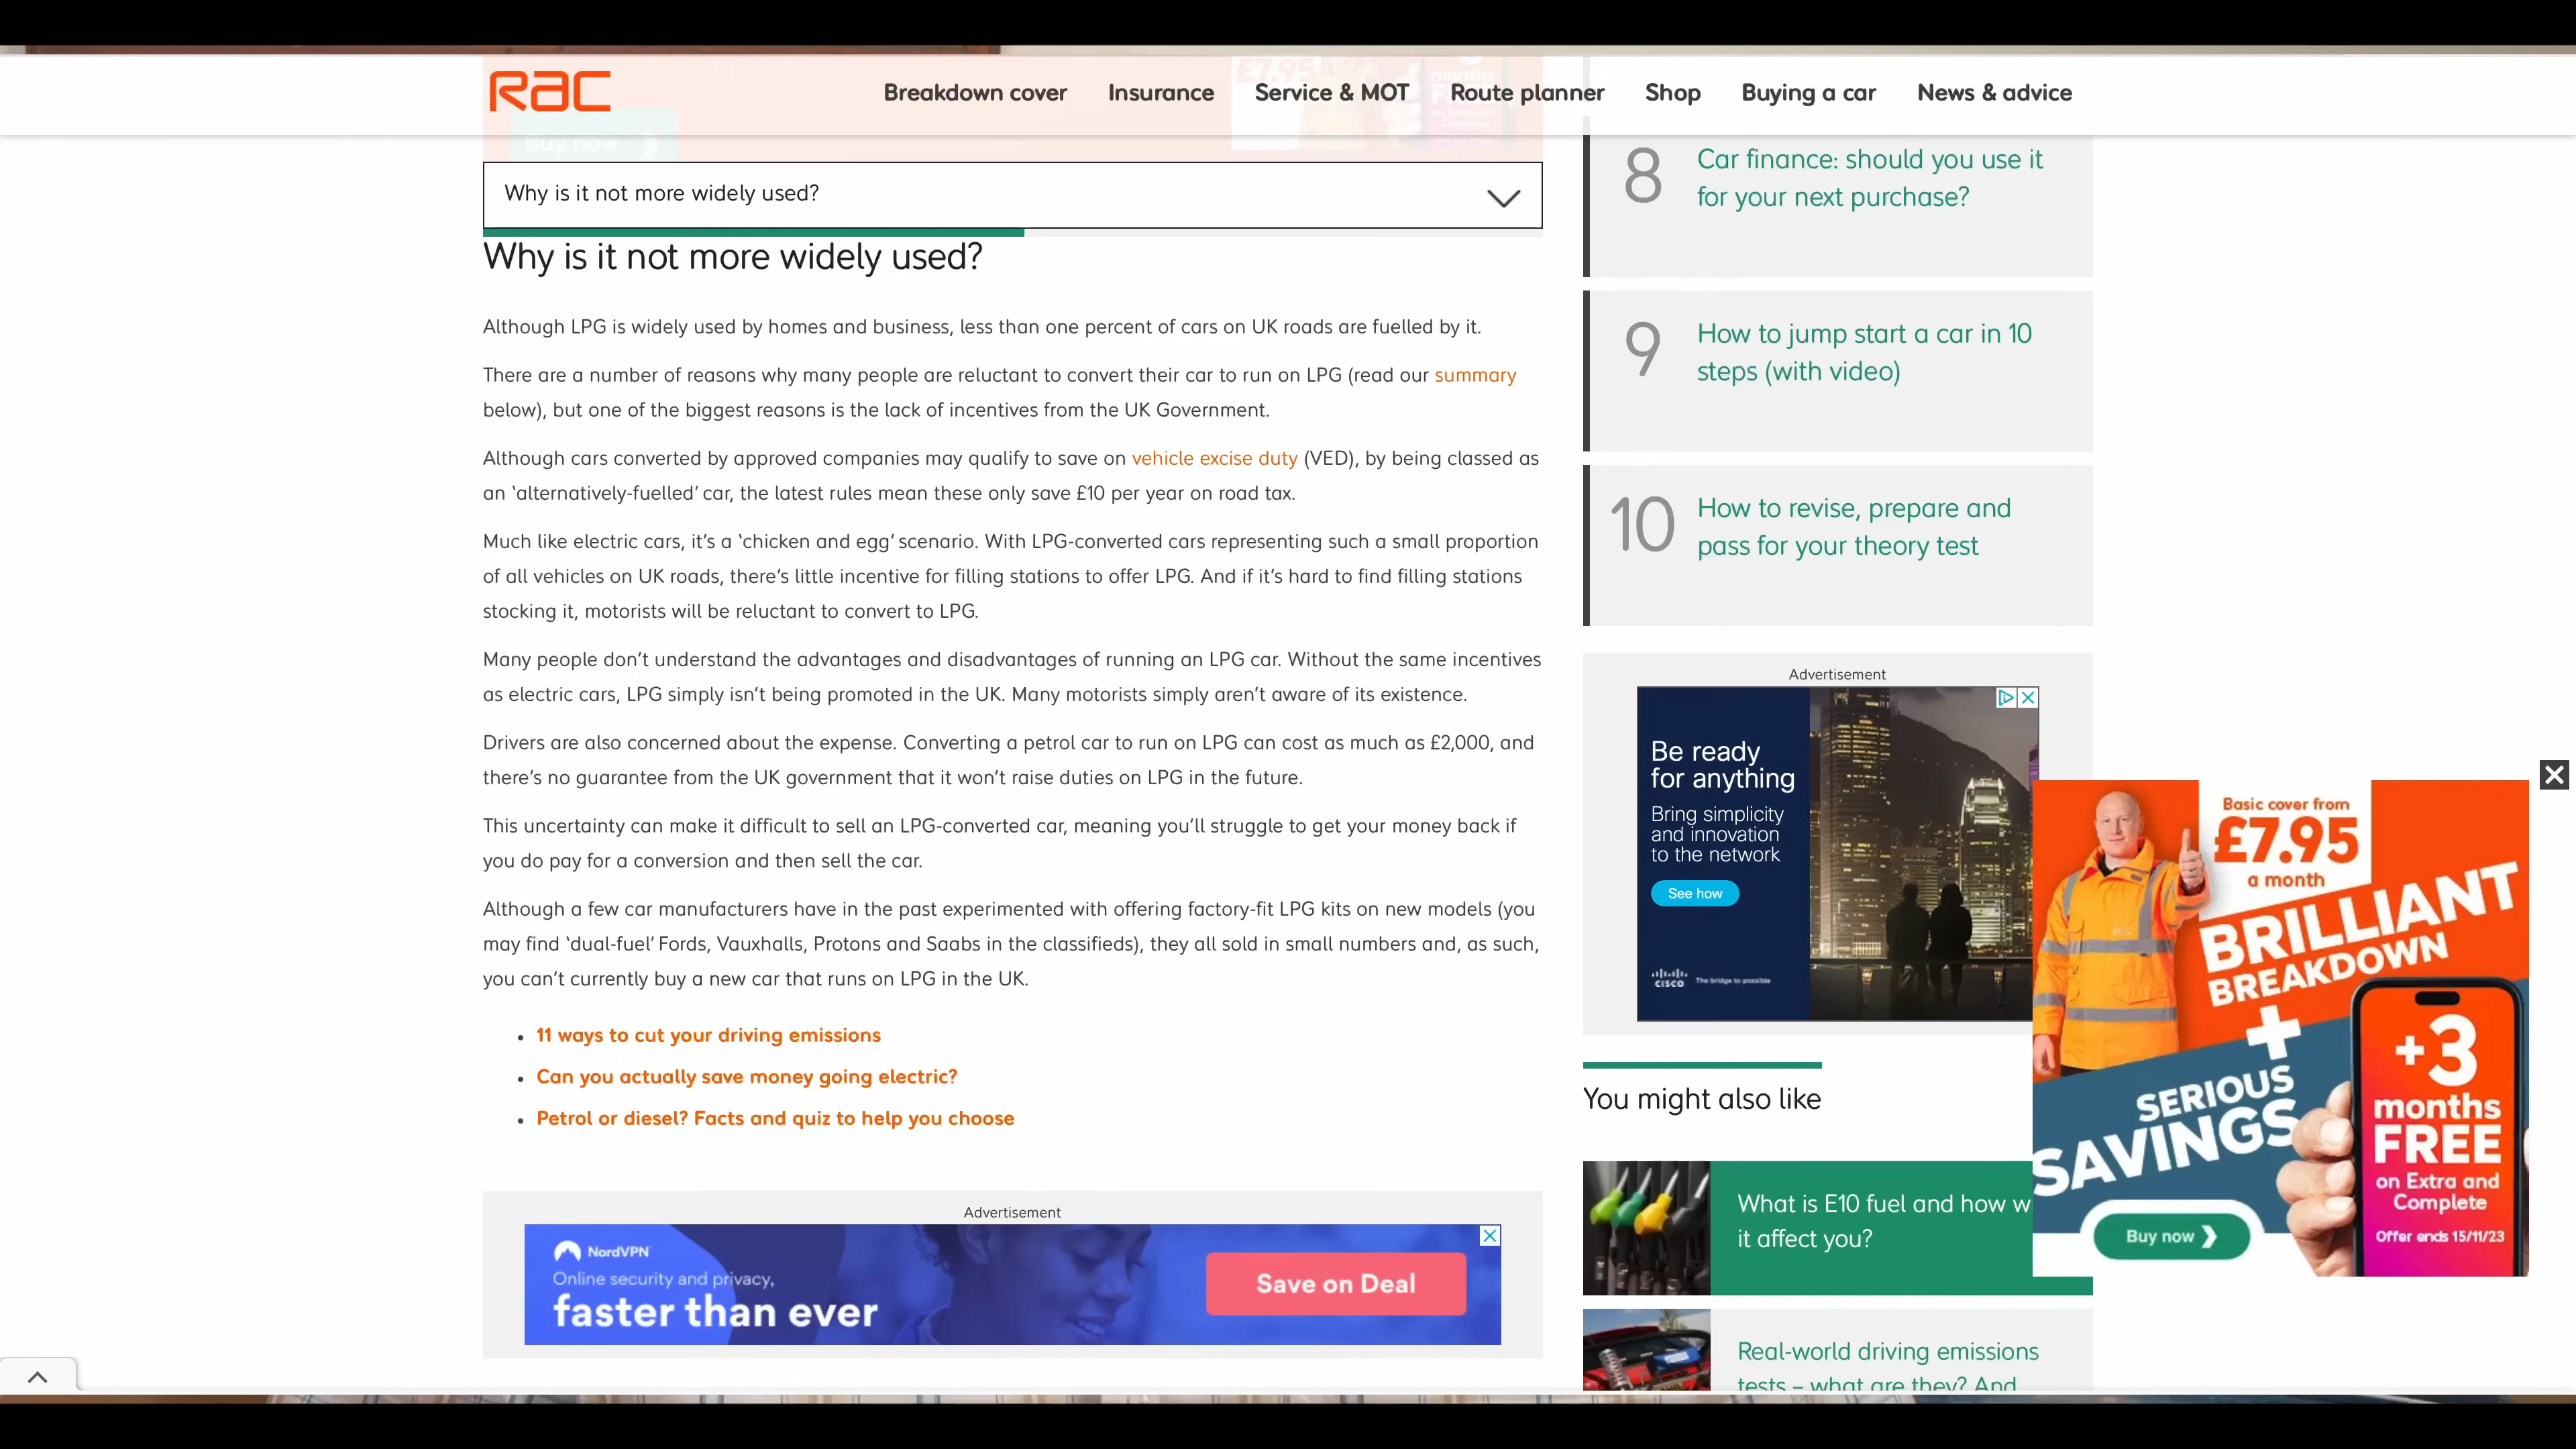 RAC
Breakdown cover
Insurance
Service & MOT
Route planner
Shop
Buying a car
News & advice
£7.95
months
on Extra and
Complete
Buy now
Why is it not more widely used?
Why is it not more widely used?
Although LPG is widely used by homes and business, less than one percent of cars on UK roads are fuelled by it.
There are a number of reasons why many people are reluctant to convert their car to run on LPG (read our summary
below), but one of the biggest reasons is the lack of incentives from the UK Government.
Although cars converted by approved companies may qualify to save on vehicle excise duty (VED), by being classed as
an ‘alternatively-fuelled’ car, the latest rules mean these only save £10 per year on road tax.
Much like electric cars, it’s a ‘chicken and egg’ scenario. With LPG-converted cars representing such a small proportion
of all vehicles on UK roads, there’s little incentive for filling stations to offer LPG. And if it’s hard to find filling stations
stocking it, motorists will be reluctant to convert to LPG.
Many people don’t understand the advantages and disadvantages of running an LPG car. Without the same incentives
as electric cars, LPG simply isn’t being promoted in the UK. Many motorists simply aren’t aware of its existence.
Drivers are also concerned about the expense. Converting a petrol car to run on LPG can cost as much as £2,000, and
there’s no guarantee from the UK government that it won’t raise duties on LPG in the future.
This uncertainty can make it difficult to sell an LPG-converted car, meaning you’ll struggle to get your money back if
you do pay for a conversion and then sell the car.
Although a few car manufacturers have in the past experimented with offering factory-fit LPG kits on new models (you
may find ‘dual-fuel’ Fords, Vauxhalls, Protons and Saabs in the classifieds), they all sold in small numbers and, as such,
you can’t currently buy a new car that runs on LPG in the UK.
• 11 ways to cut your driving emissions
• Can you actually save money going electric?
• Petrol or diesel? Facts and quiz to help you choose
Advertisement
NordVPN
Online security and privacy,
faster than ever
Save on Deal
8
Car finance: should you use it
for your next purchase?
9
How to jump start a car in 10
steps (with video)
10
How to revise, prepare and
pass for your theory test
Advertisement
Be ready
for anything
Bring simplicity
and innovation
to the network
See how
CISCO
The bridge to possible
You might also like
What is E10 fuel and how w
it affect you?
Real-world driving emissions
tests – what are they? And
Basic cover from
£7.95
a month
BRILLIANT
BREAKDOWN
+
SERIOUS
SAVINGS
+3
months
FREE
on Extra and
Complete
Offer ends 15/11/23
Buy now